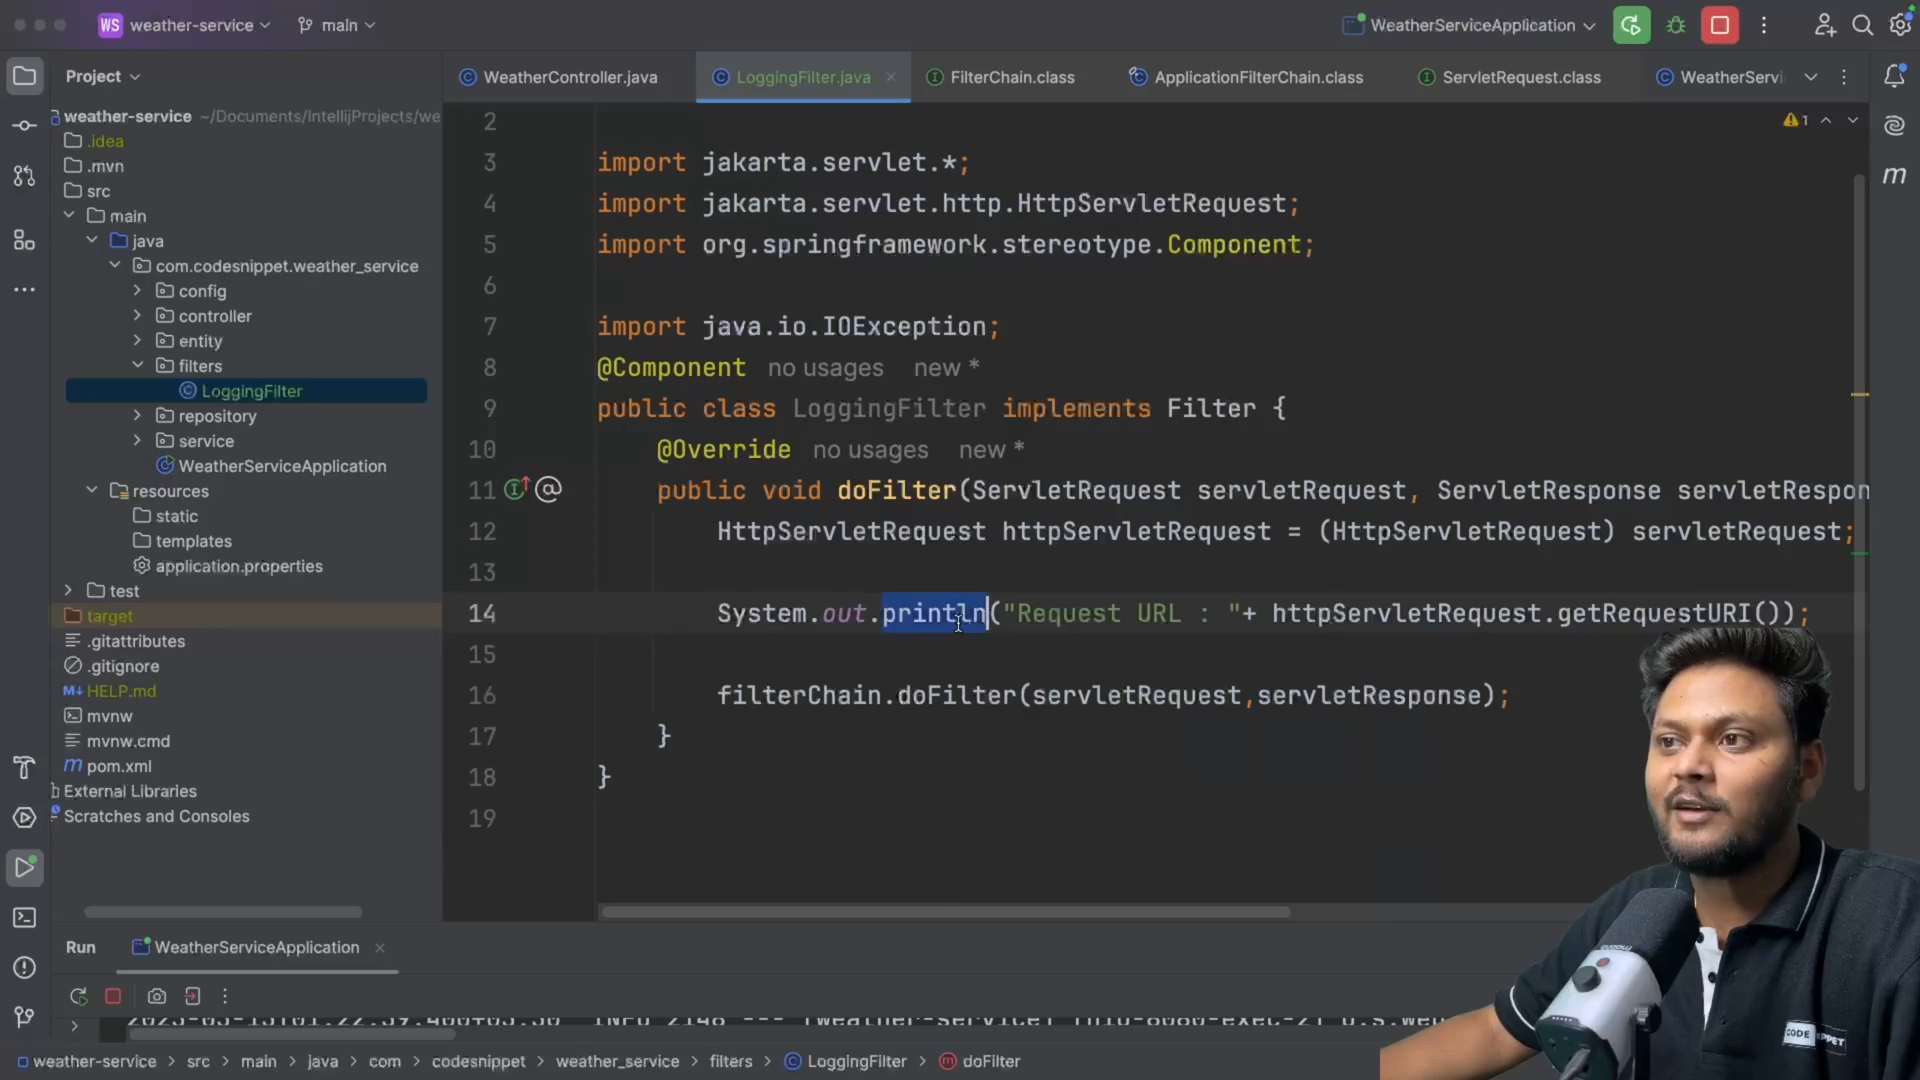 WS weather-service main WeatherServiceApplication
Project
WeatherController.java LoggingFilter.java FilterChain.class ApplicationFilterChain.class ServletRequest.class WeatherServi
weather-service ~/Documents/IntellijProjects/we
.idea
.mvn
src
main
java
com.codesnippet.weather_service
config
controller
entity
filters
LoggingFilter
repository
service
WeatherServiceApplication
resources
static
templates
application.properties
test
target
.gitattributes
.gitignore
HELP.md
mvnw
mvnw.cmd
pom.xml
External Libraries
Scratches and Consoles
1
2
3 import jakarta.servlet.*;
4 import jakarta.servlet.http.HttpServletRequest;
5 import org.springframework.stereotype.Component;
6
7 import java.io.IOException;
8 @Component no usages new *
9 public class LoggingFilter implements Filter {
10 @Override no usages new *
11 public void doFilter(ServletRequest servletRequest, ServletResponse servletRespon
12 HttpServletRequest httpServletRequest = (HttpServletRequest) servletRequest;
13
14 System.out.println("Request URL : "+ httpServletRequest.getRequestURI());
15
16 filterChain.doFilter(servletRequest,servletResponse);
17 }
18 }
19
Run WeatherServiceApplication
weather-service > src > main > java > com > codesnippet > weather_service > filters > LoggingFilter > doFilter